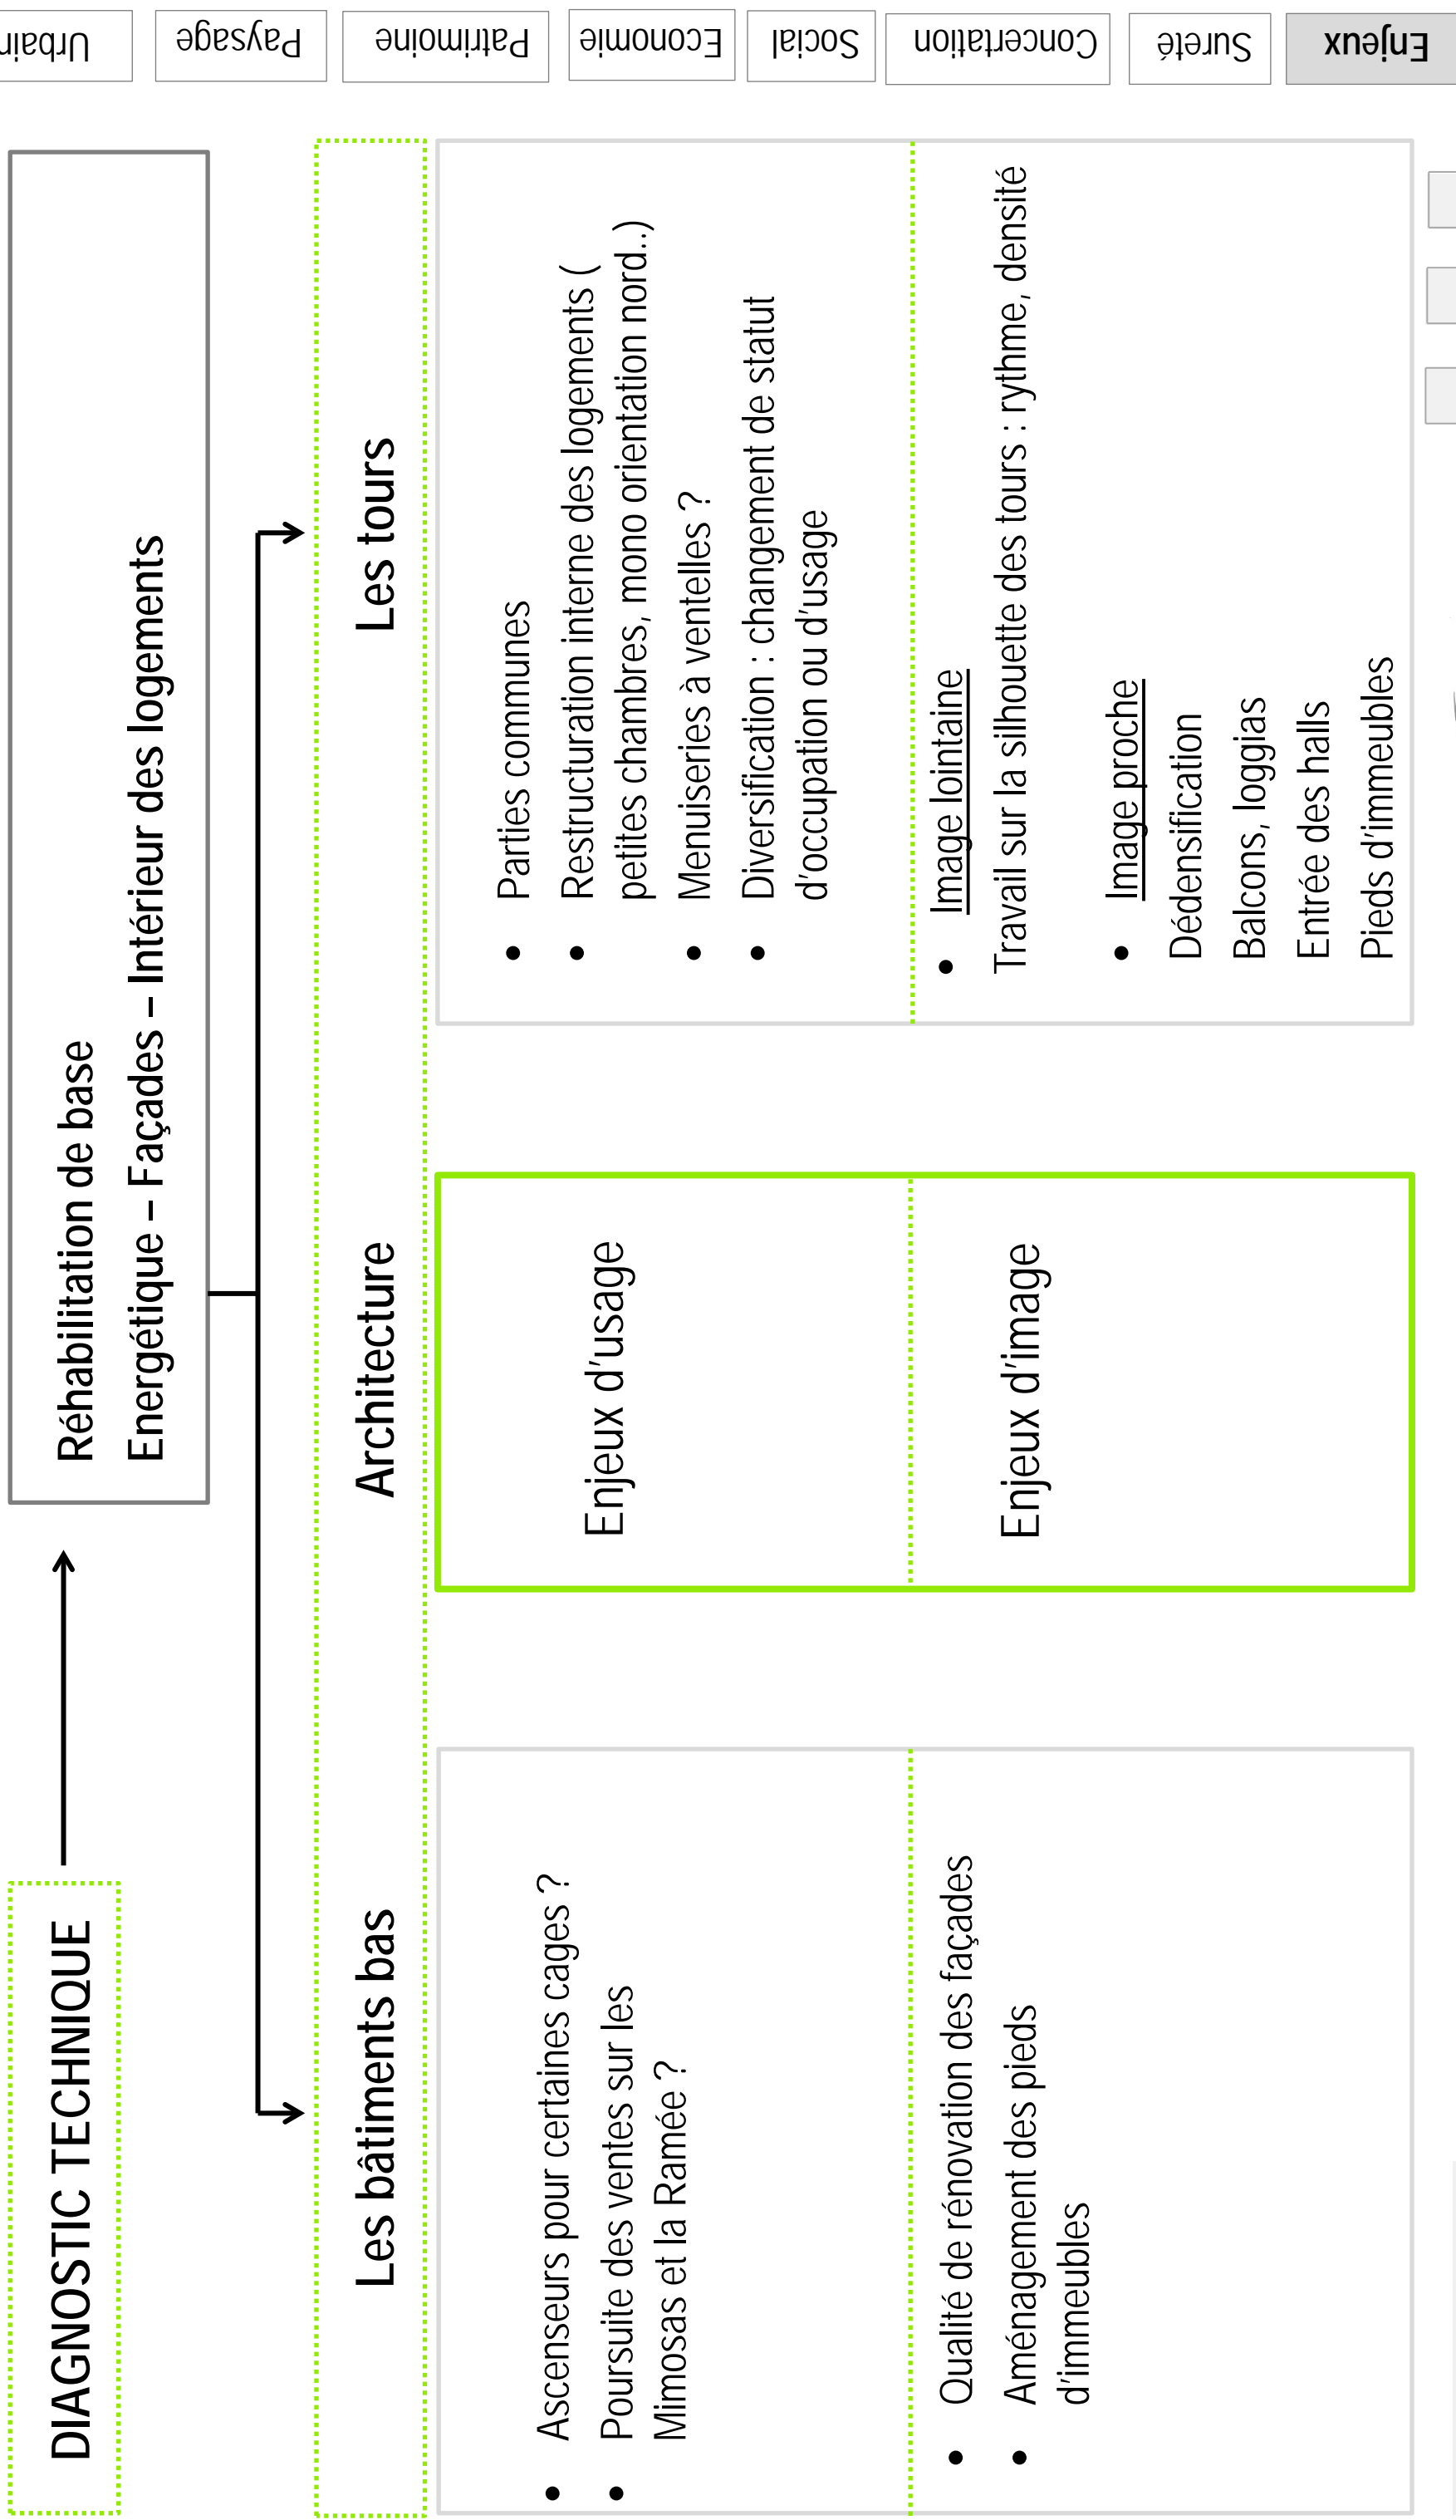 DIAGNOSTIC TECHNIQUE
Réhabilitation de base
Energétique – Façades – Intérieur des logements
Les bâtiments bas
Architecture
Les tours
• Ascenseurs pour certaines cages ?
• Poursuite des ventes sur les
Mimosas et la Ramée ?
• Qualité de rénovation des façades
• Aménagement des pieds
d'immeubles
Enjeux d'usage
Enjeux d'image
• Parties communes
• Restructuration interne des logements (
petites chambres, mono orientation nord..)
• Menuiseries à ventelles ?
• Diversification : changement de statut
d'occupation ou d'usage
• Image lointaine
Travail sur la silhouette des tours : rythme, densité
• Image proche
Dédensification
Balcons, loggias
Entrée des halls
Pieds d'immeubles
Enjeux
Sureté
Concertation
Social
Economie
Patrimoine
Paysage
Urbain